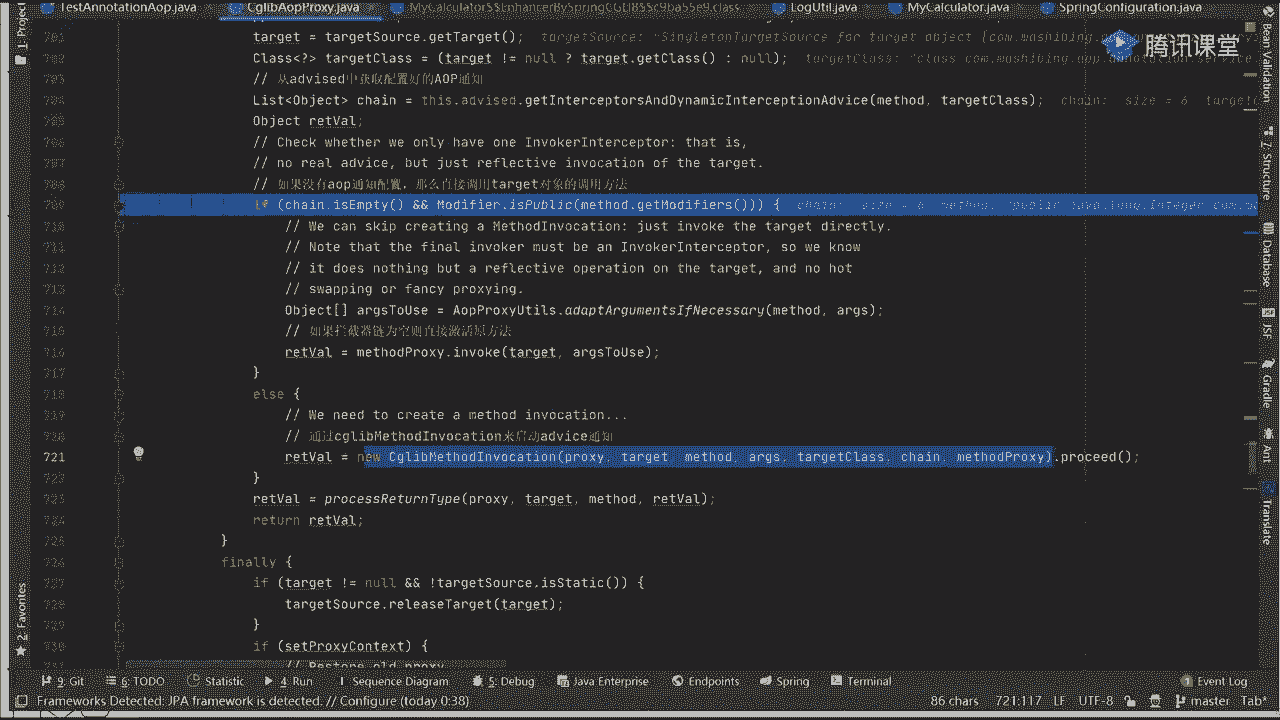 TestAnnotationAop.java CglibAopProxy.java MyCalculator$$EnhancerBySpringCGLIB$$c9ba559e.class LogUtil.java MyCalculator.java SpringConfiguration.java
腾讯课堂
701 target = targetSource.getTarget(); targetSource: "SingletonTargetSource for target object [com.mashibing.
702 Class<?> targetClass = (target != null ? target.getClass() : null); targetClass: "class com.mashibing.aop.annotation.service
703 // 从advised中获取配置好的AOP通知
704 List<Object> chain = this.advised.getInterceptorsAndDynamicInterceptionAdvice(method, targetClass); chain: size = 6
705 Object retVal;
706 // Check whether we only have one InvokerInterceptor: that is,
707 // no real advice, but just reflective invocation of the target.
708 // 如果没有aop通知配置，那么直接调用target对象的调用方法
709 if (chain.isEmpty() && Modifier.isPublic(method.getModifiers())) { chain: size = 6 method: "public java.lang.Integer
710 // We can skip creating a MethodInvocation: just invoke the target directly.
711 // Note that the final invoker must be an InvokerInterceptor, so we know
712 // it does nothing but a reflective operation on the target, and no hot
713 // swapping or fancy proxying.
714 Object[] argsToUse = AopProxyUtils.adaptArgumentsIfNecessary(method, args);
715 // 如果拦截器链为空则直接激活原方法
716 retVal = methodProxy.invoke(target, argsToUse);
717 }
718 else {
719 // We need to create a method invocation...
720 // 通过cglibMethodInvocation来启动advice通知
721 retVal = new CglibMethodInvocation(proxy, target, method, args, targetClass, chain, methodProxy).proceed();
722 }
723 retVal = processReturnType(proxy, target, method, retVal);
724 return retVal;
725 }
726 finally {
727 if (target != null && !targetSource.isStatic()) {
728 targetSource.releaseTarget(target);
729 }
730 if (setProxyContext) {
// Restore old proxy
1: Project
2: Favorites
Bean Validation
7: Structure
Database
JSF
Gradle
Ant
Translate
9: Git 6: TODO Statistic 4: Run Sequence Diagram 5: Debug Java Enterprise Endpoints Spring Terminal 1 Event Log
Frameworks Detected: JPA framework is detected. // Configure (today 0:38) 86 chars 721:117 LF UTF-8 master Tab*